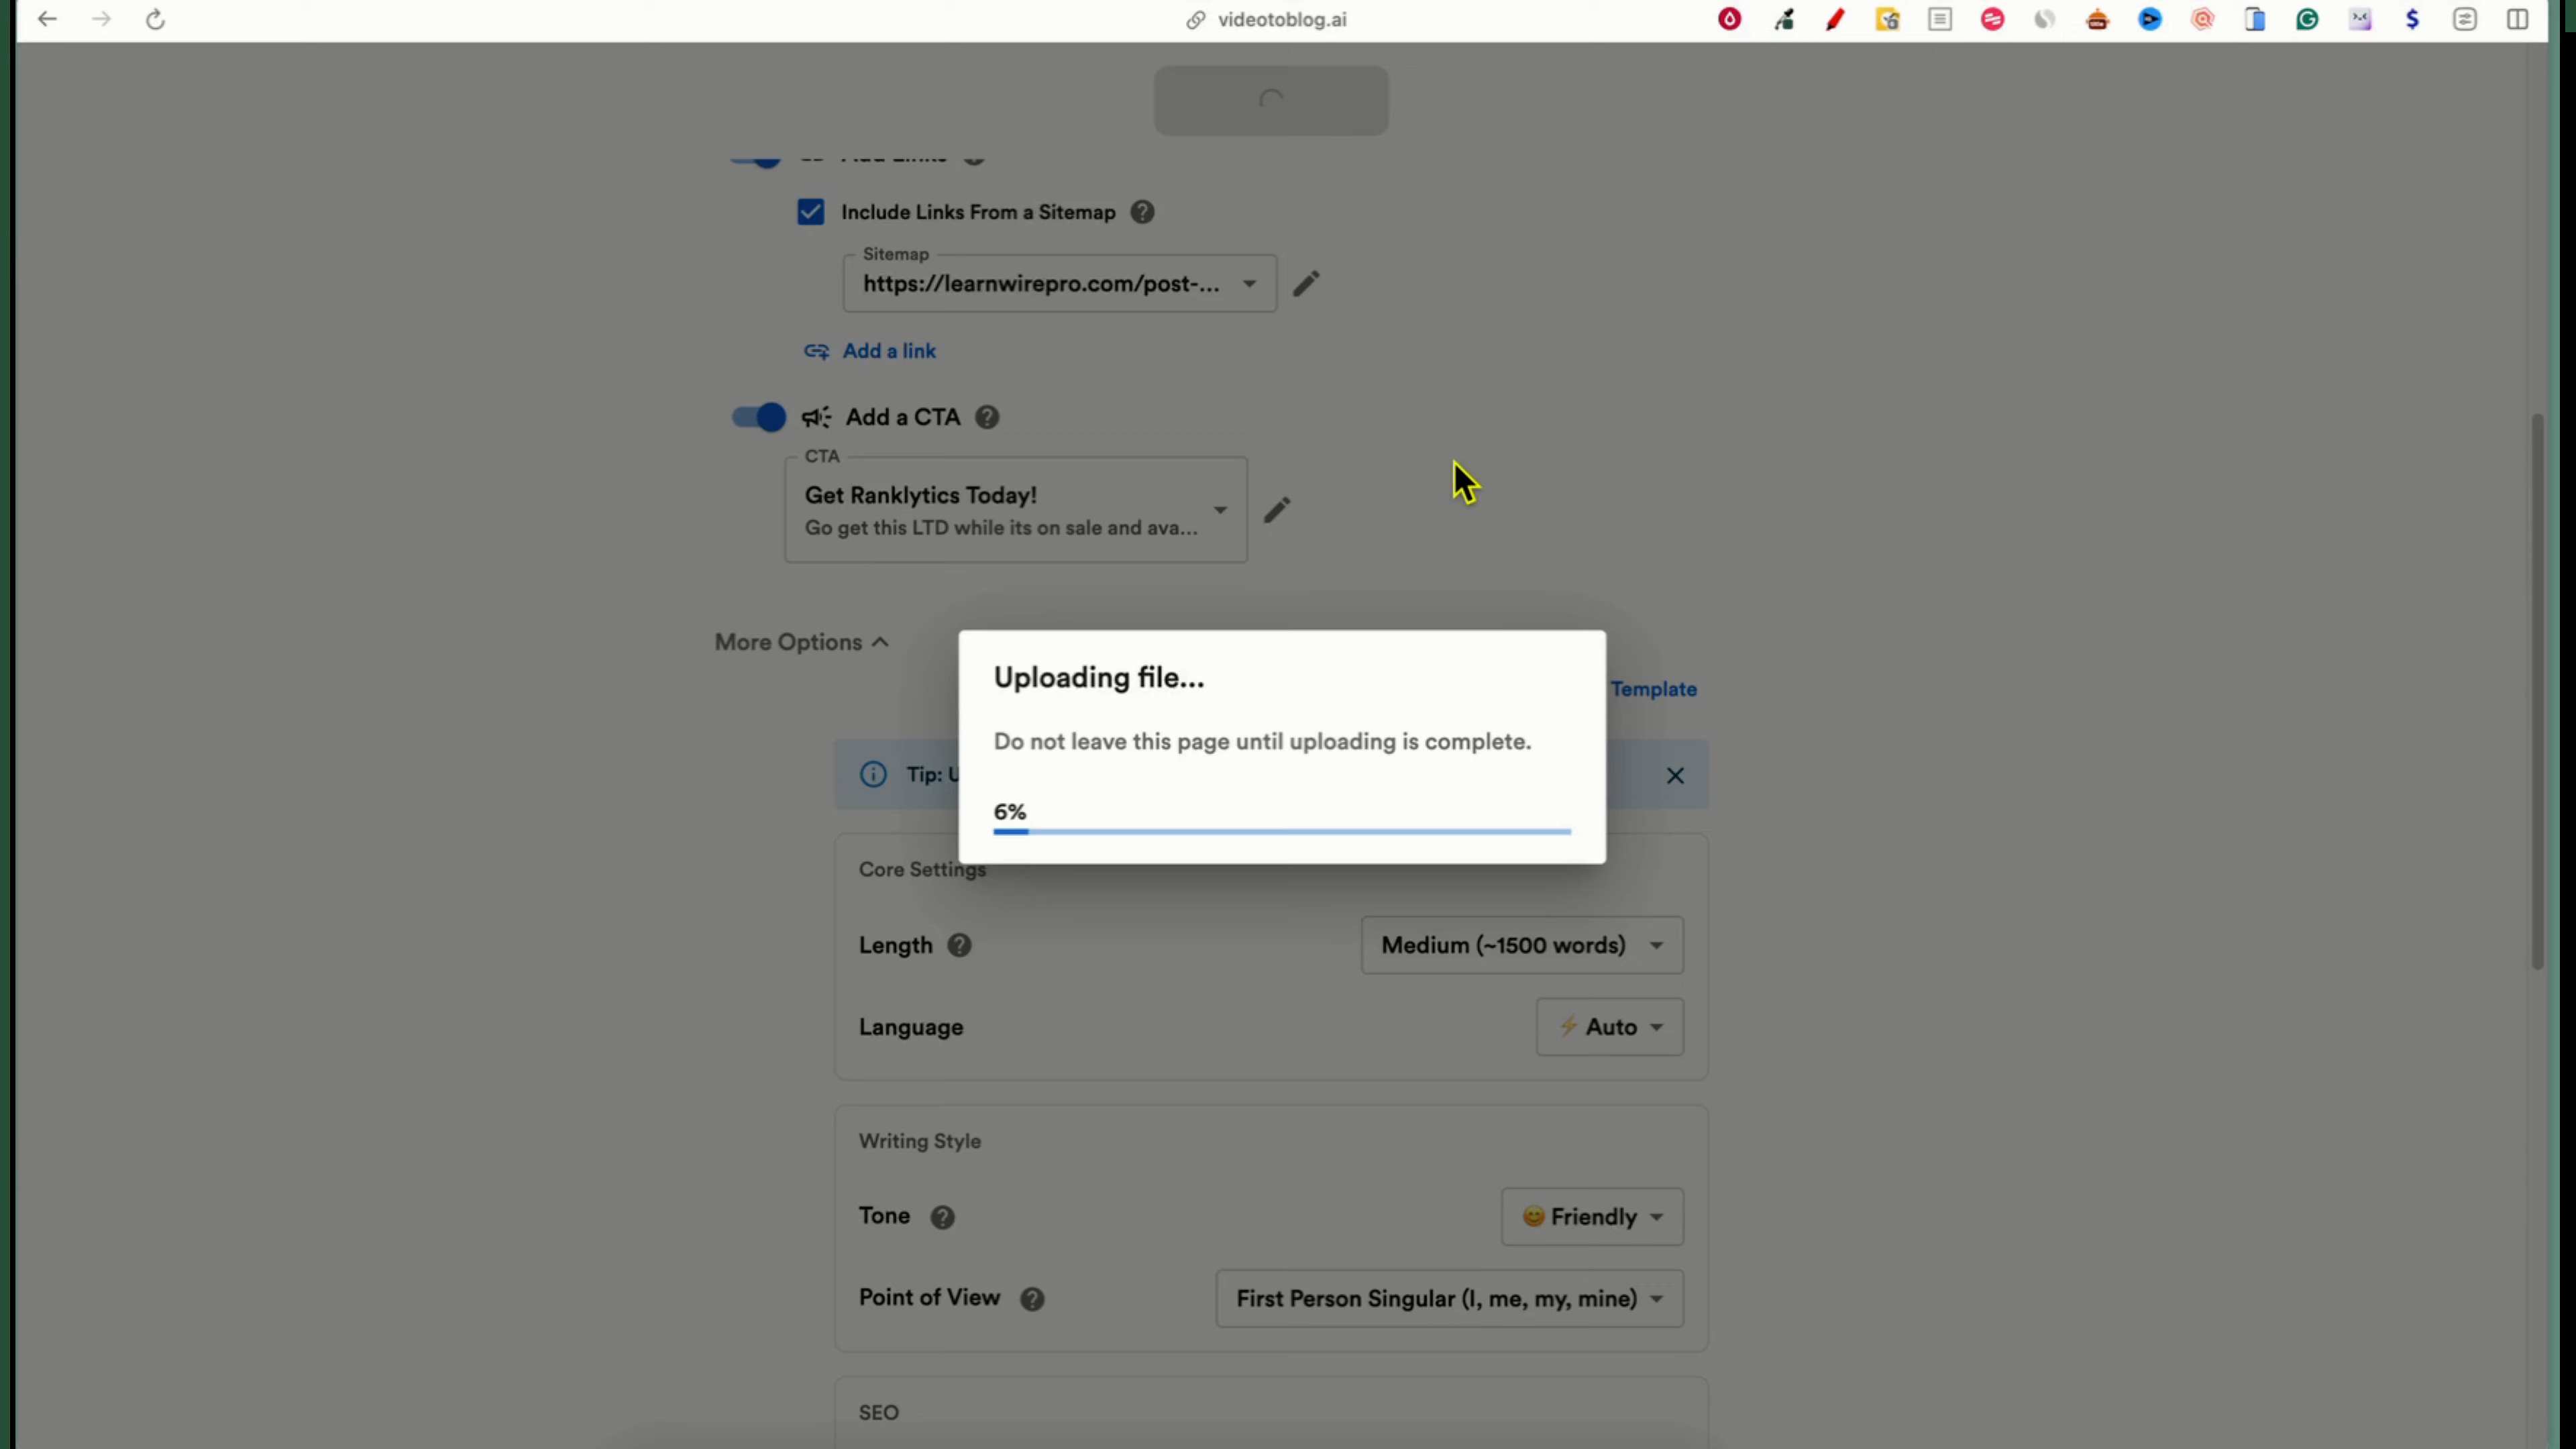 videotoblog.ai
Add Links
Include Links From a Sitemap
Sitemap
https://learnwirepro.com/post-...
Add a link
Add a CTA
CTA
Get Ranklytics Today!
Go get this LTD while its on sale and ava...
More Options
Template
Uploading file...
Do not leave this page until uploading is complete.
6%
Tip: U
Core Settings
Length
Medium (~1500 words)
Language
Auto
Writing Style
Tone
Friendly
Point of View
First Person Singular (I, me, my, mine)
SEO